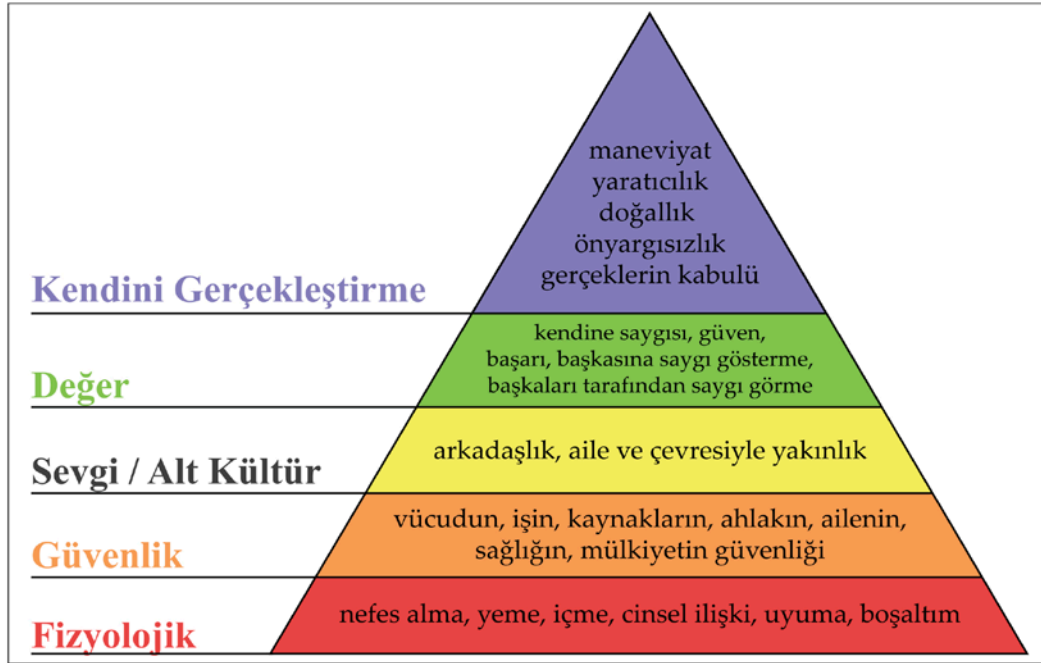 maneviyat
yaratıcılık
doğallık
önyargısızlık
gerçeklerin kabulü
Kendini Gerçekleştirme
kendine saygısı, güven,
başarı, başkasına saygı gösterme,
başkaları tarafından saygı görme
Değer
arkadaşlık, aile ve çevresiyle yakınlık
Sevgi / Alt Kültür
vücudun, işin, kaynakların, ahlakın, ailenin,
sağlığın, mülkiyetin güvenliği
Güvenlik
nefes alma, yeme, içme, cinsel ilişki, uyuma, boşaltım
Fizyolojik